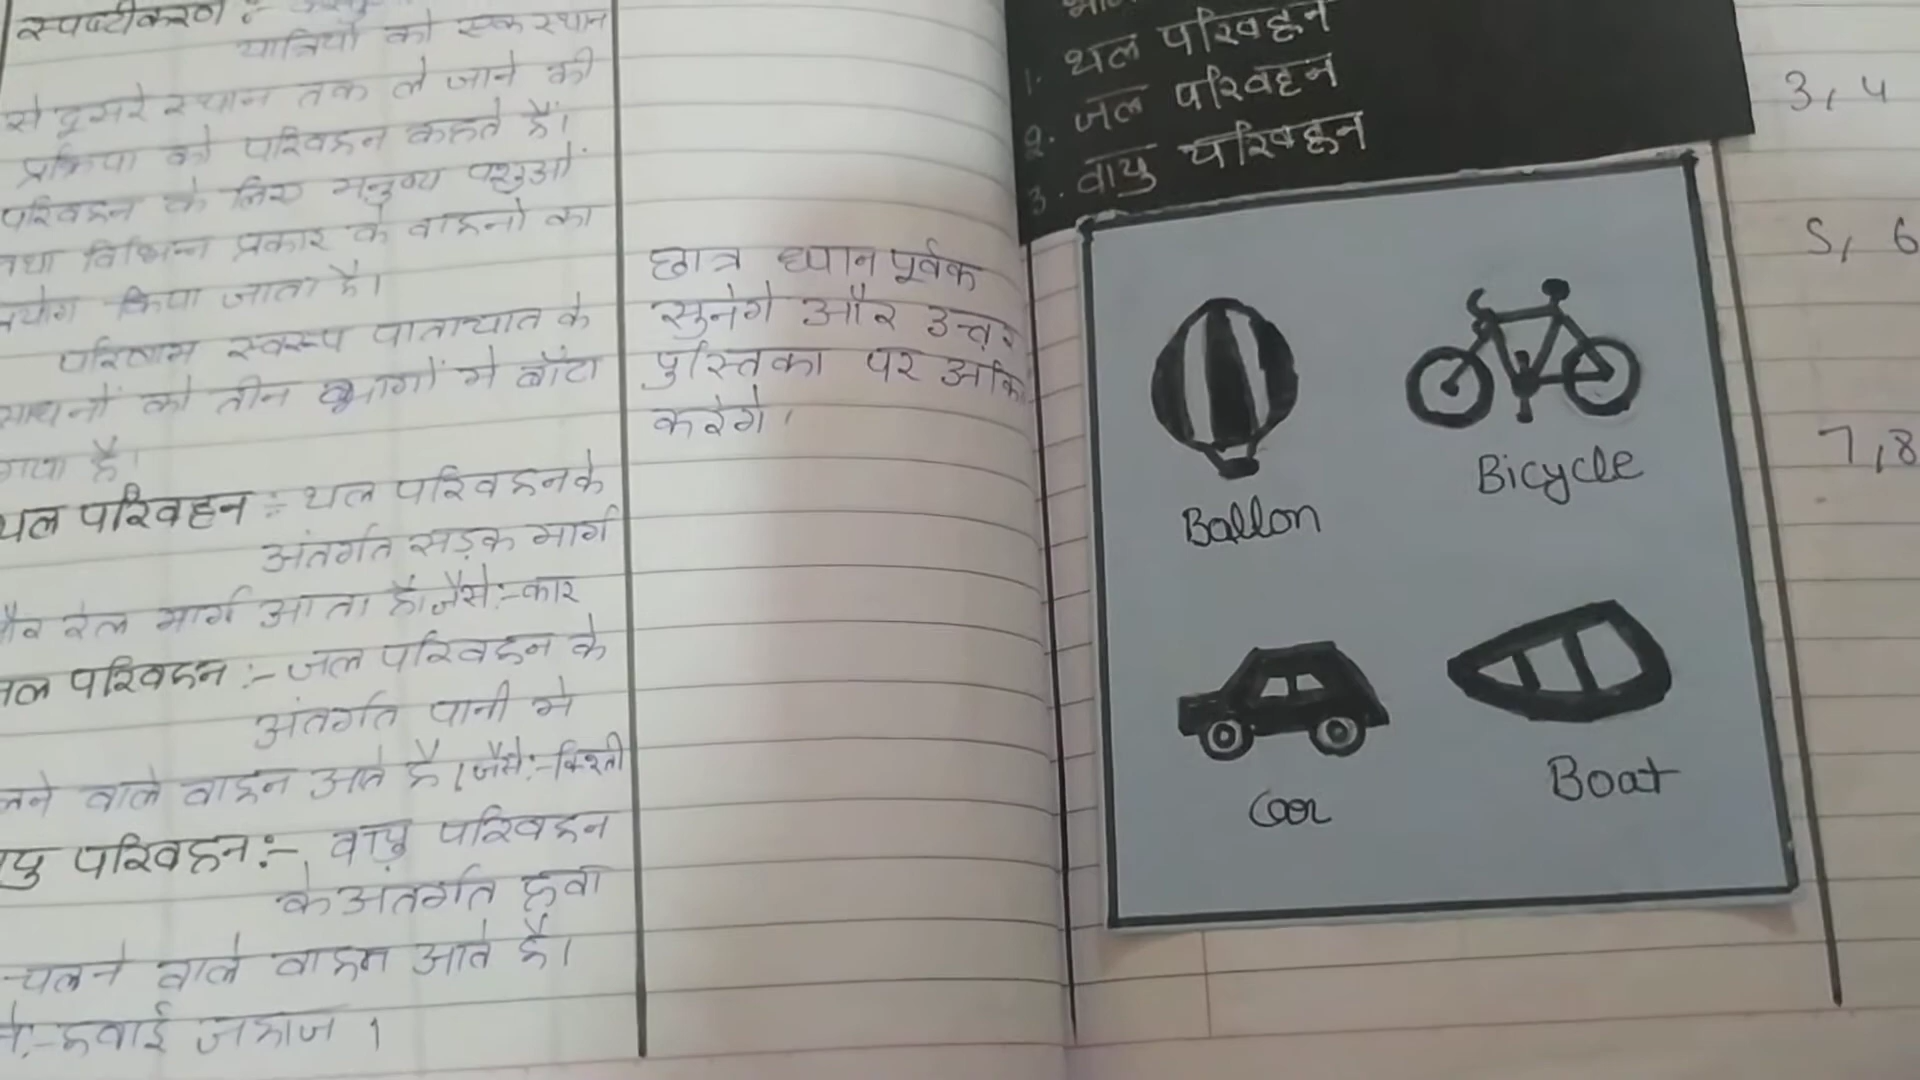 स्पष्टीकरण :-
यात्रियों को एक स्थान
से दूसरे स्थान तक ले जाने की
प्रक्रिया को परिवहन कहते हैं।
परिवहन के लिए मनुष्य पशुओं
तथा विभिन्न प्रकार के वाहनों का
किया जाता है।
परिणाम स्वरूप यातायात के
साधनों को तीन भागों में बाँटा
गया है।
थल परिवहन :- थल परिवहन के
अंतर्गत सड़क मार्ग
और रेल मार्ग आता है। जैसे:- कार
जल परिवहन :- जल परिवहन के
अंतर्गत पानी मे
वाले वाहन आते है। जैसे:- किश्ती
परिवहन :- वायु परिवहन
के अंतर्गत हवा
चलने वाले वाहन आते है।
:- हवाई जहाज।
छात्र ध्यान पूर्वक
सुनेगे और उत्तर
पुस्तिका पर
करेगे।
1. थल परिवहन
2. जल परिवहन
3. वायु परिवहन
Ballon
Bicycle
Car
Boat
3, 4
5, 6
7, 8